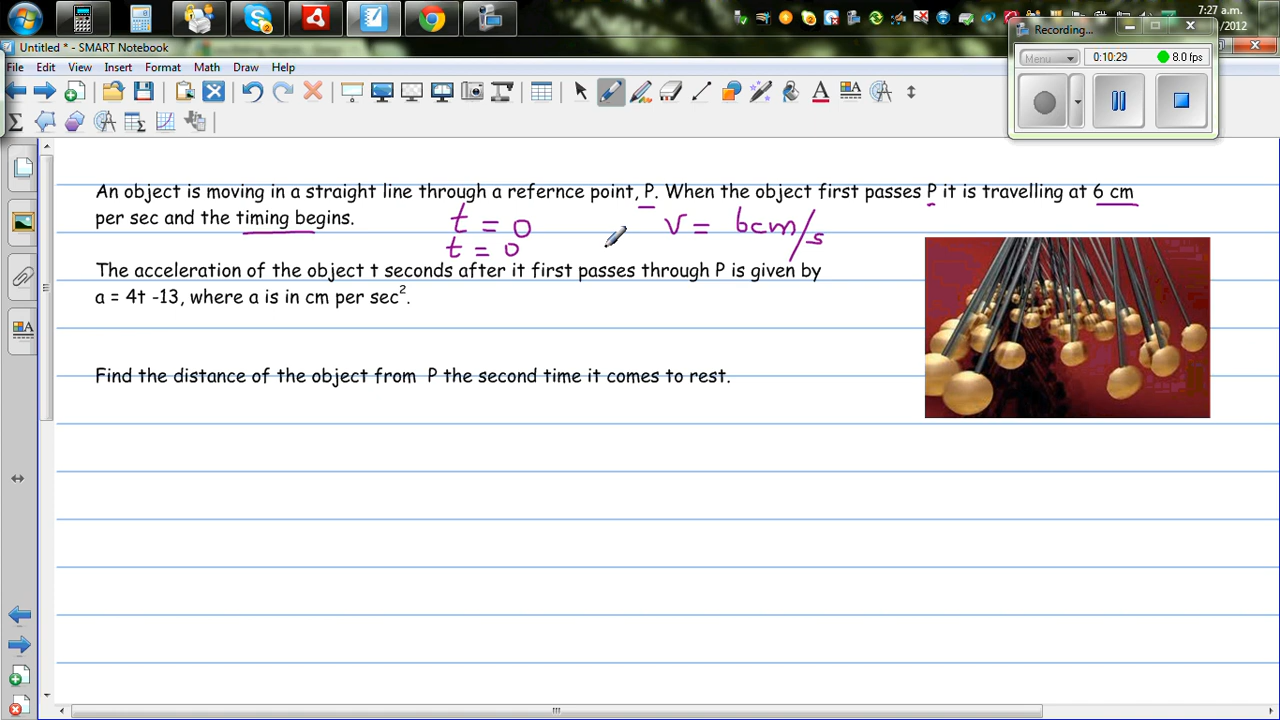 7:27 a.m.
/2012
Untitled * - SMART Notebook
Recording...
File Edit View Insert Format Math Draw Help
Menu 0:10:29 8.0 fps
An object is moving in a straight line through a refernce point, P. When the object first passes P it is travelling at 6 cm
per sec and the timing begins.
t = 0 v = 6cm/s
t = 0
The acceleration of the object t seconds after it first passes through P is given by
a = 4t -13, where a is in cm per sec².
Find the distance of the object from P the second time it comes to rest.